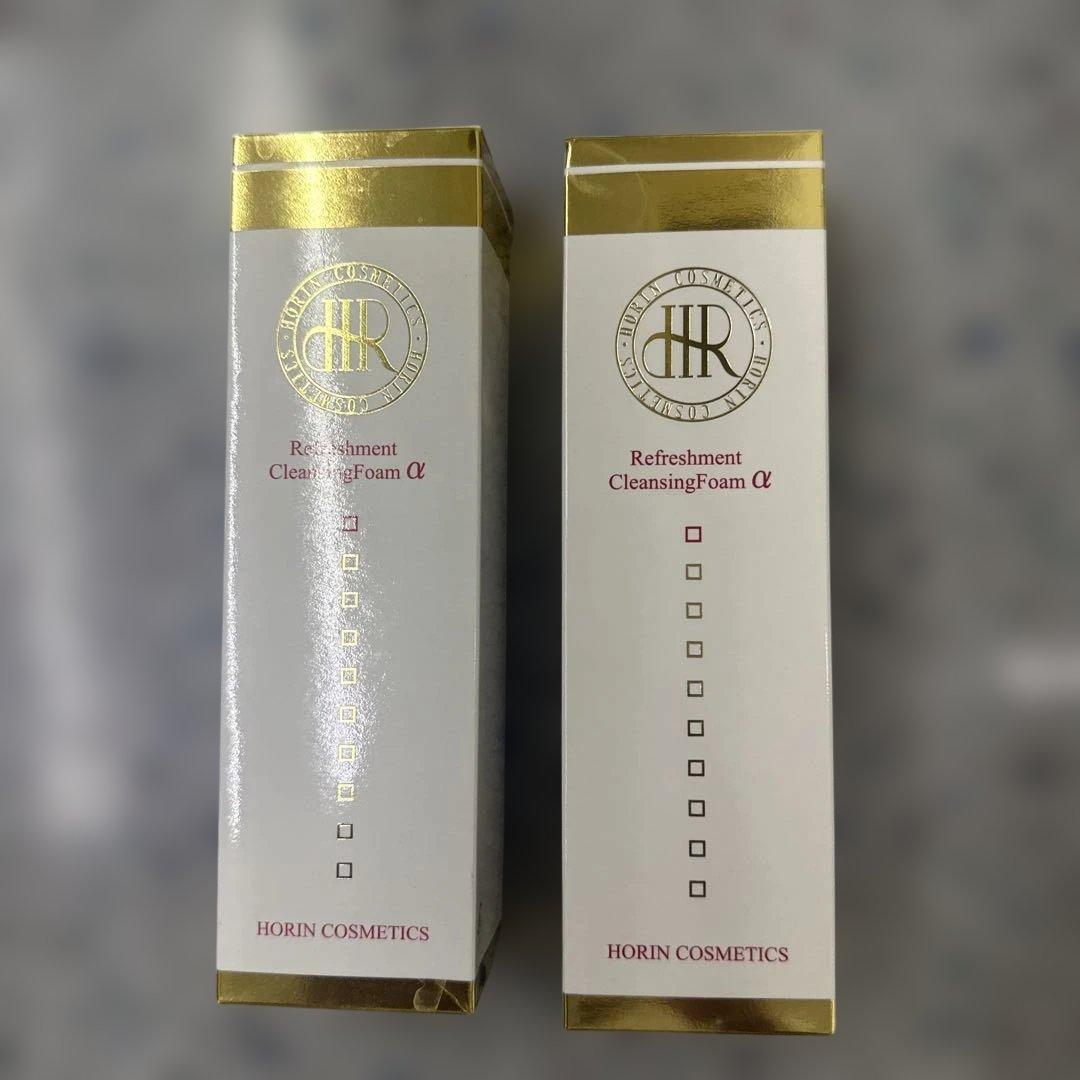 HORIN COSMETICS · HORIN COSMETICS ·
HR
Refreshment
CleansingFoam α
HORIN COSMETICS
HORIN COSMETICS · HORIN COSMETICS ·
HR
Refreshment
CleansingFoam α
HORIN COSMETICS